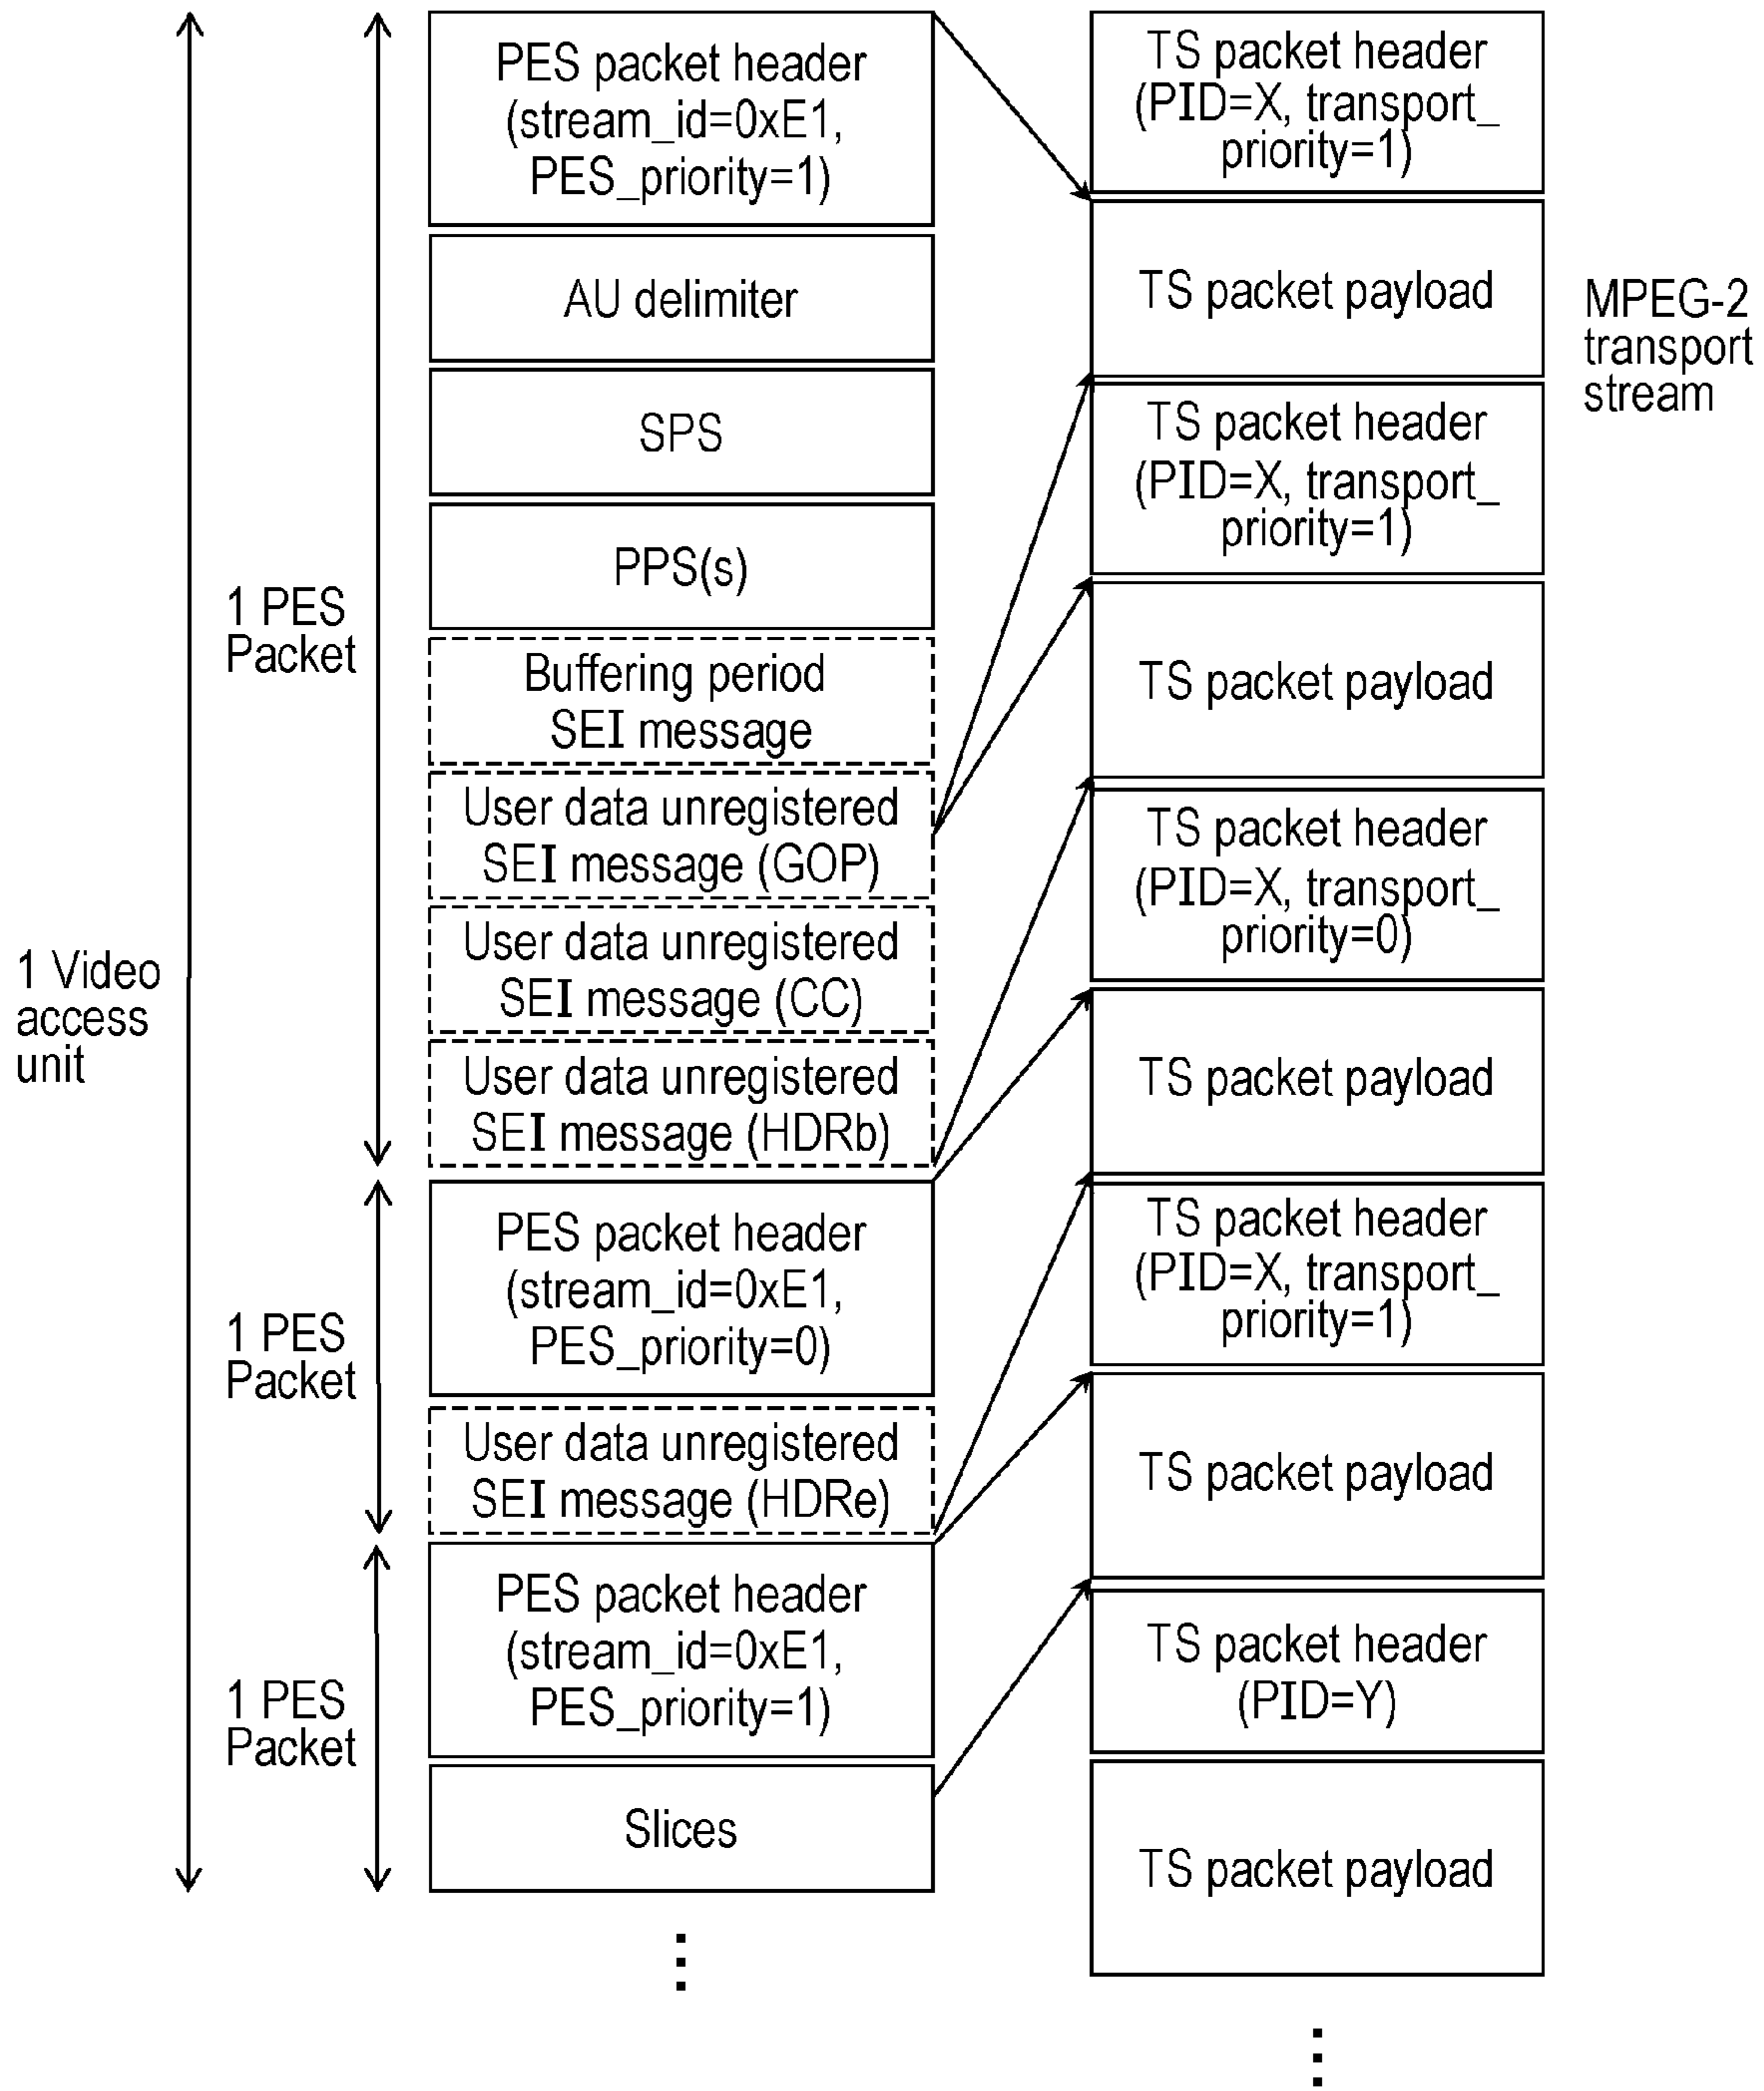 1 Video
access
unit
1 PES
Packet
1 PES
Packet
1 PES
Packet
PES packet header
(stream_id=0xE1,
PES_priority=1)
AU delimiter
SPS
PPS(s)
Buffering period
SEI message
User data unregistered
SEI message (GOP)
User data unregistered
SEI message (CC)
User data unregistered
SEI message (HDRb)
PES packet header
(stream_id=0xE1,
PES_priority=0)
User data unregistered
SEI message (HDRe)
PES packet header
(stream_id=0xE1,
PES_priority=1)
Slices
TS packet header
(PID=X, transport_
priority=1)
TS packet payload
TS packet header
(PID=X, transport_
priority=1)
TS packet payload
TS packet header
(PID=X, transport_
priority=0)
TS packet payload
TS packet header
(PID=X, transport_
priority=1)
TS packet payload
TS packet header
(PID=Y)
TS packet payload
MPEG-2
transport
stream